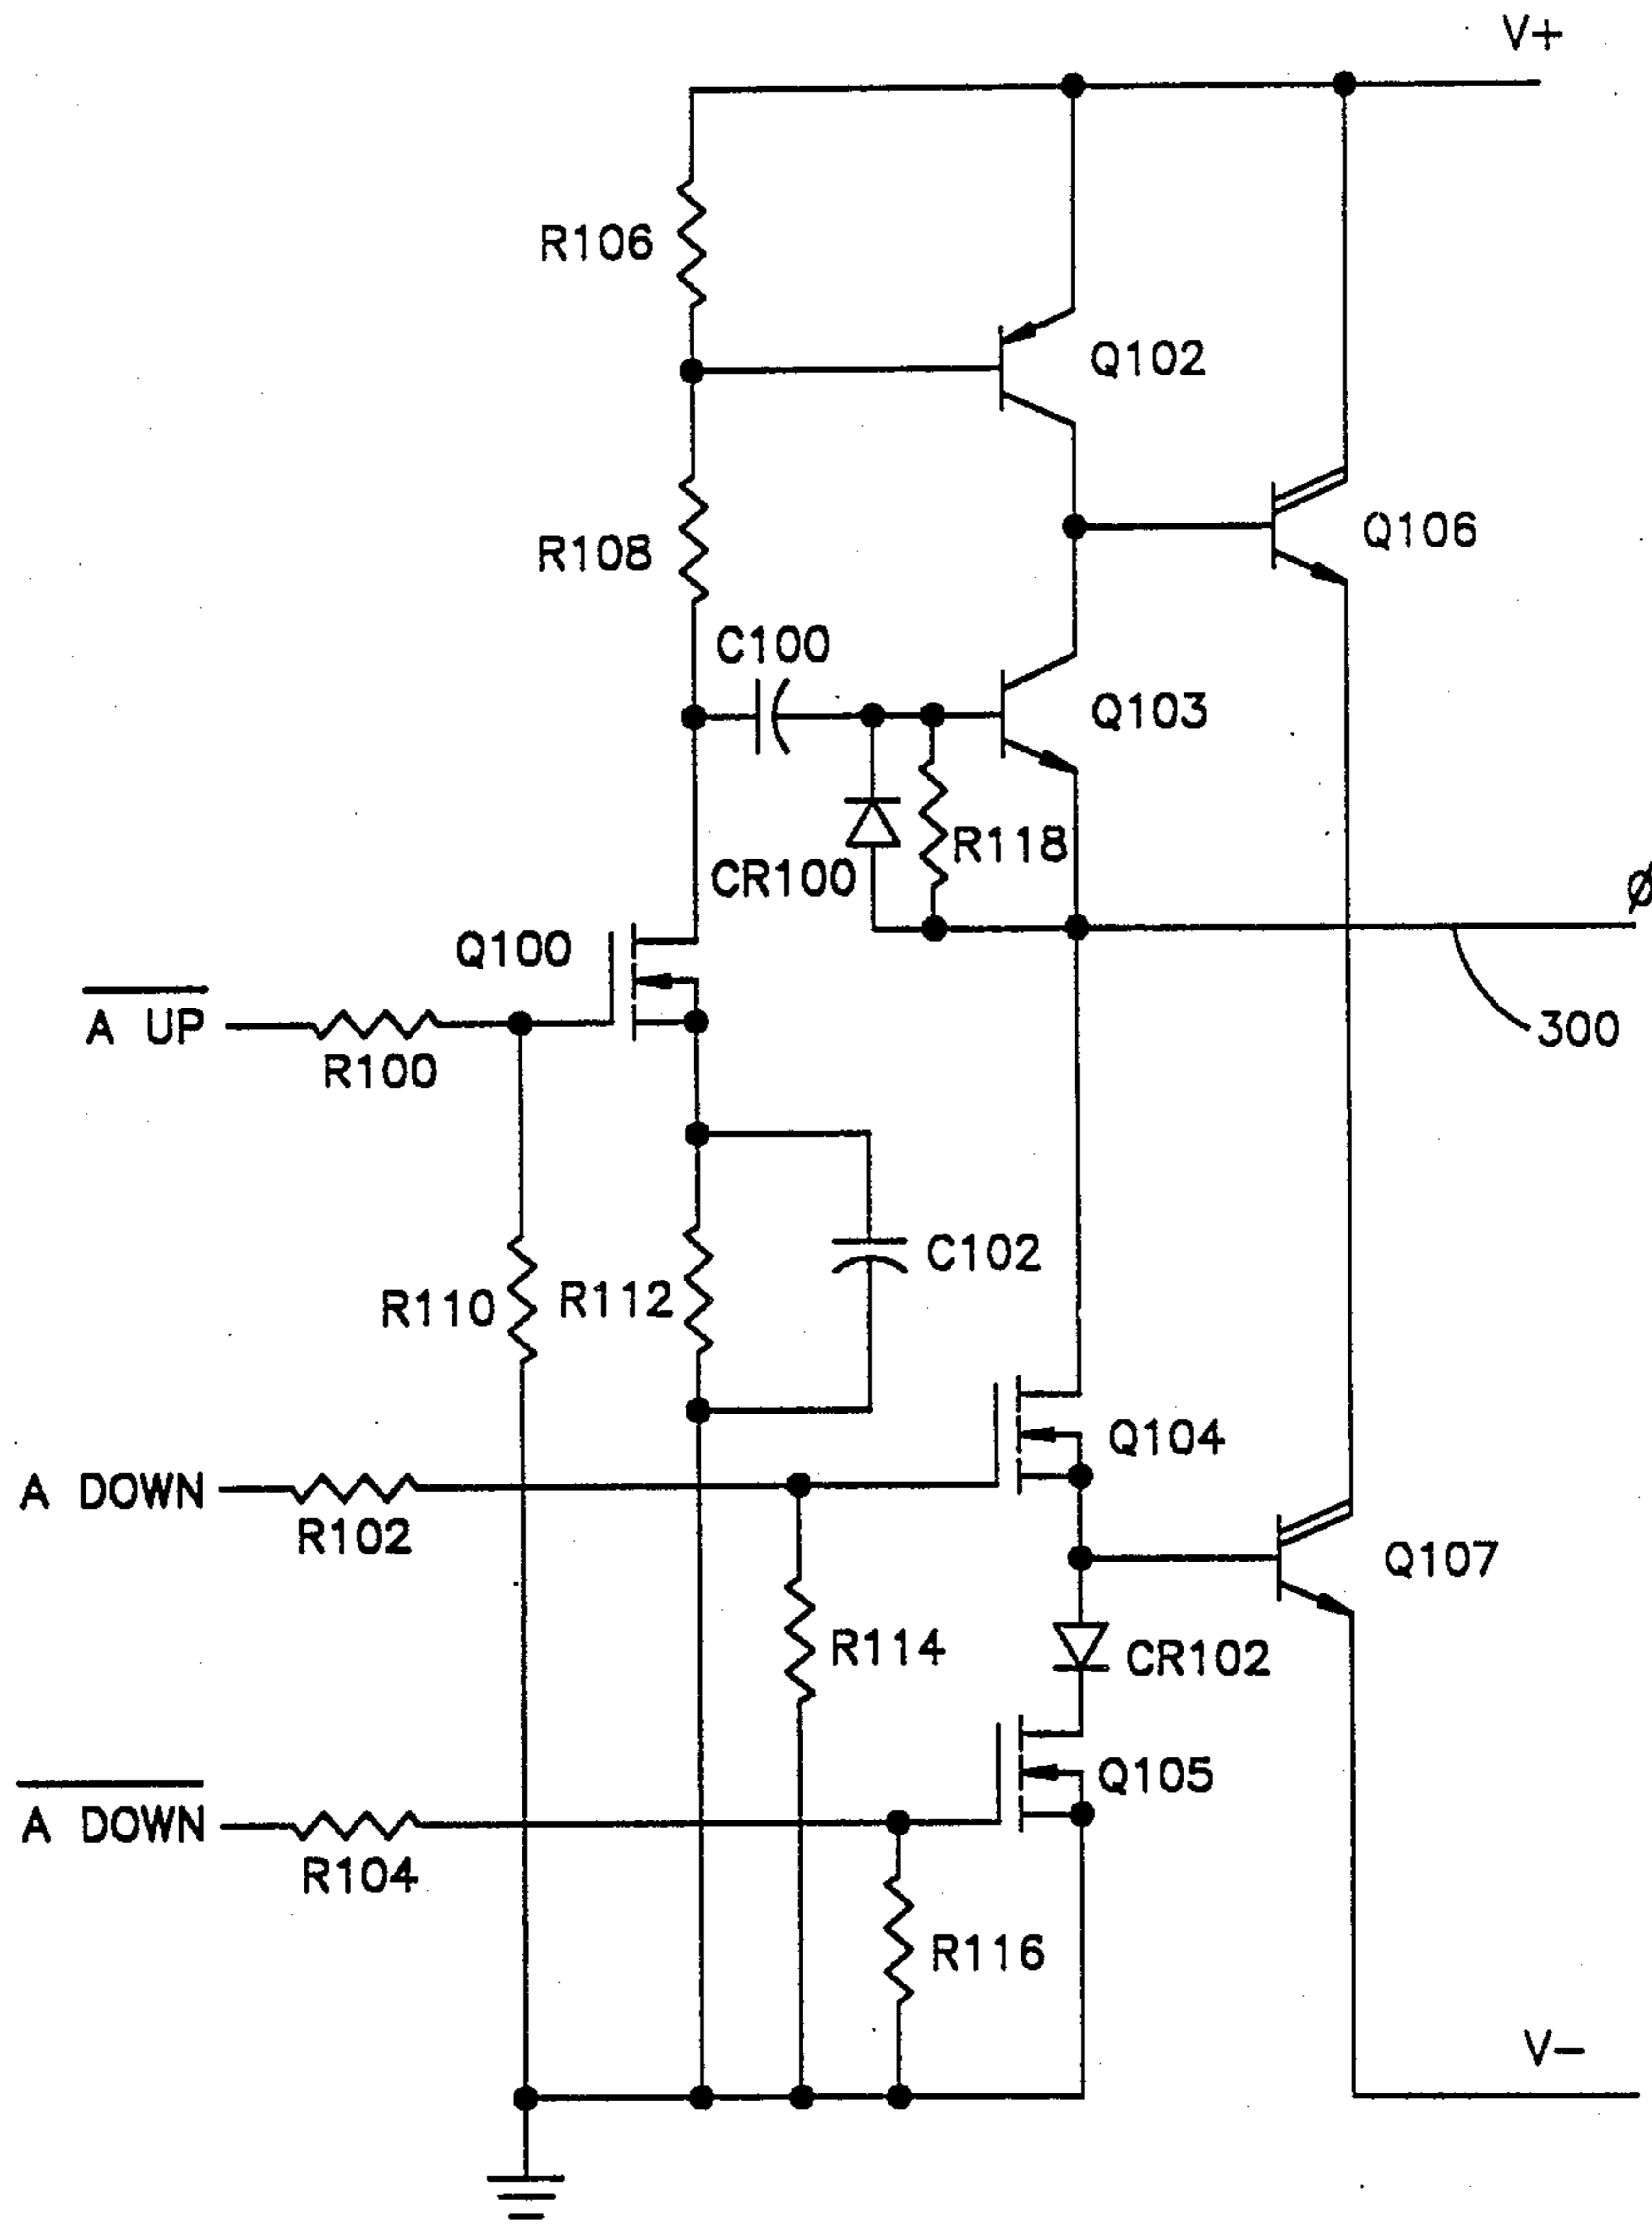 V+
R106
Q102
R108
Q106
C100
Q103
R118
CR100
ø
Q100
A UP
300
R100
C102
R110
R112
Q104
A DOWN
R102
Q107
R114
CR102
Q105
A DOWN
R104
R116
V−